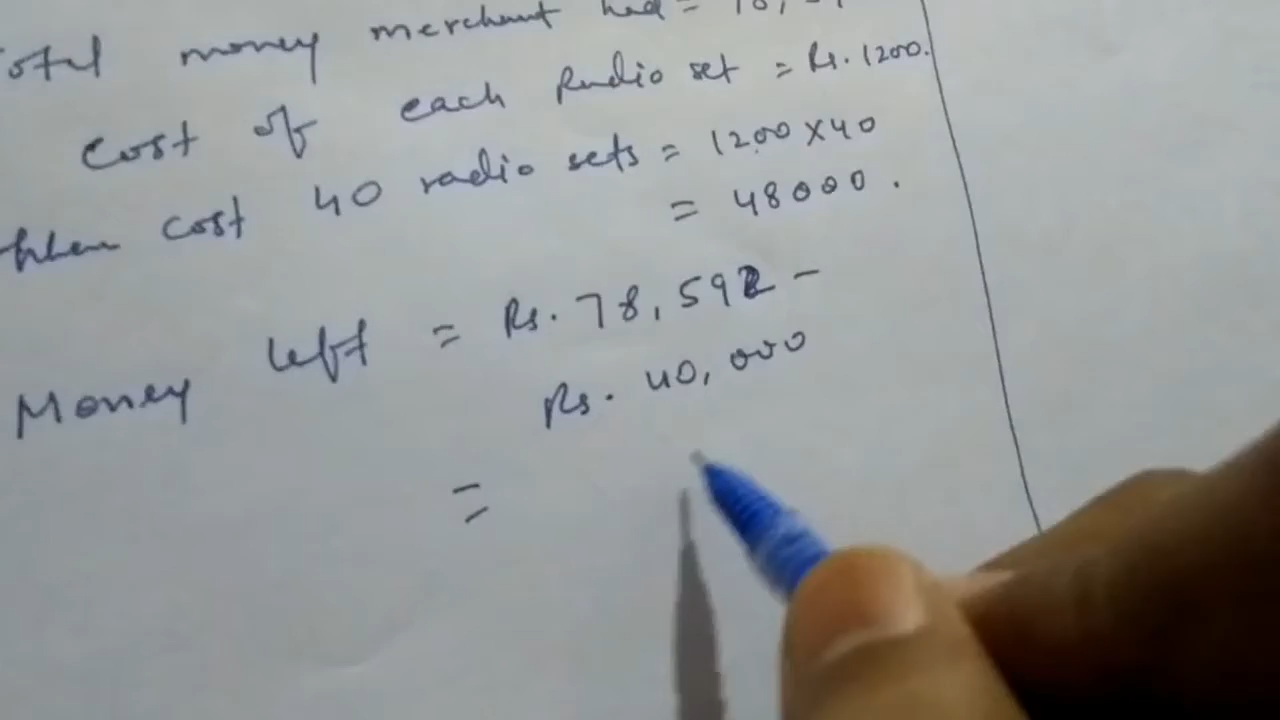 money merchant had =
cost of each Radio set = Rs. 1200.
then cost 40 radio sets = 1200 x 40
= 48000.
Money left = Rs. 78,592 -
Rs. 40,000
=